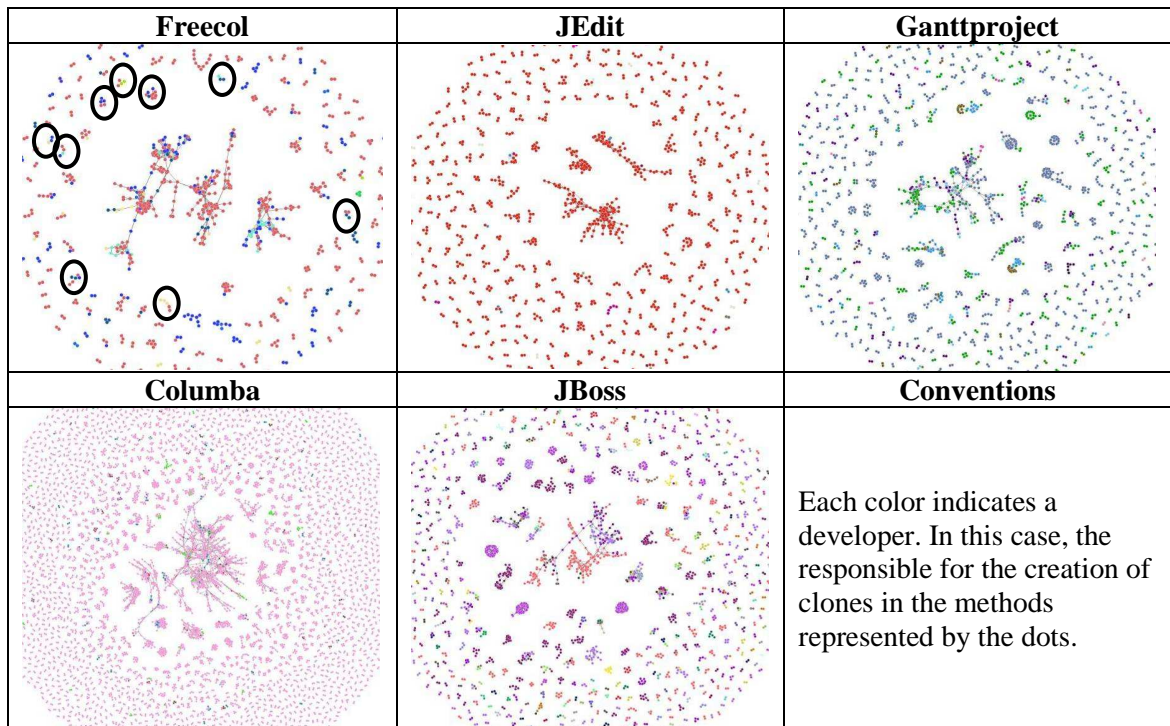 Freecol
JEdit
Ganttproject
Columba
JBoss
Conventions
Each color indicates a
developer. In this case, the
responsible for the creation of
clones in the methods
represented by the dots.